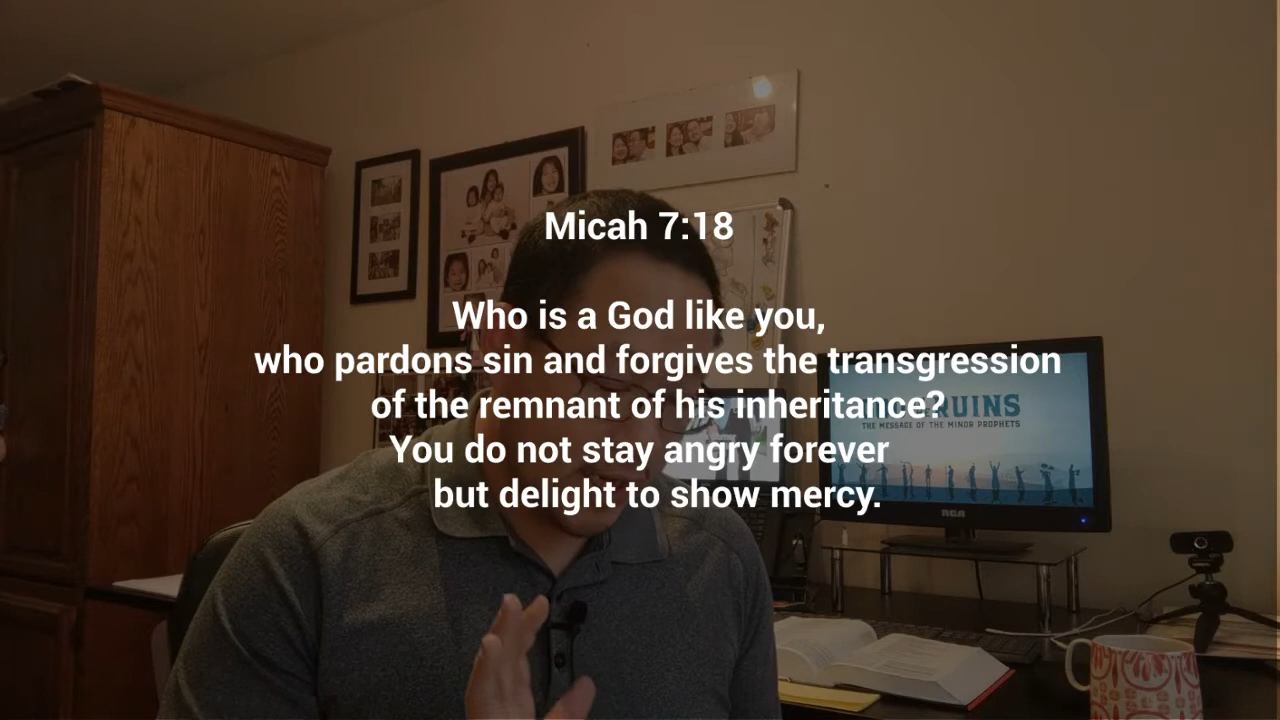 Micah 7:18
Who is a God like you,
who pardons sin and forgives the transgression
of the remnant of his inheritance?
You do not stay angry forever
but delight to show mercy.
RUINS
THE MESSAGE OF THE MINOR PROPHETS
RCA